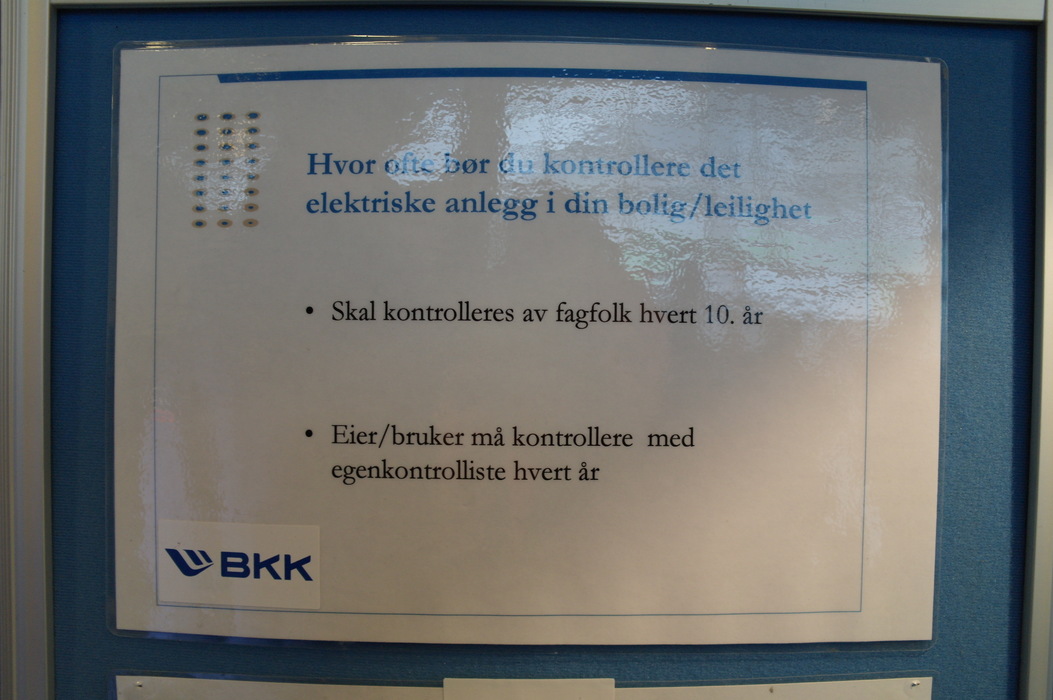 Hvor ofte bør du kontrollere det
elektriske anlegg i din bolig/leilighet
• Skal kontrolleres av fagfolk hvert 10. år
• Eier/bruker må kontrollere med
egenkontrolliste hvert år
BKK